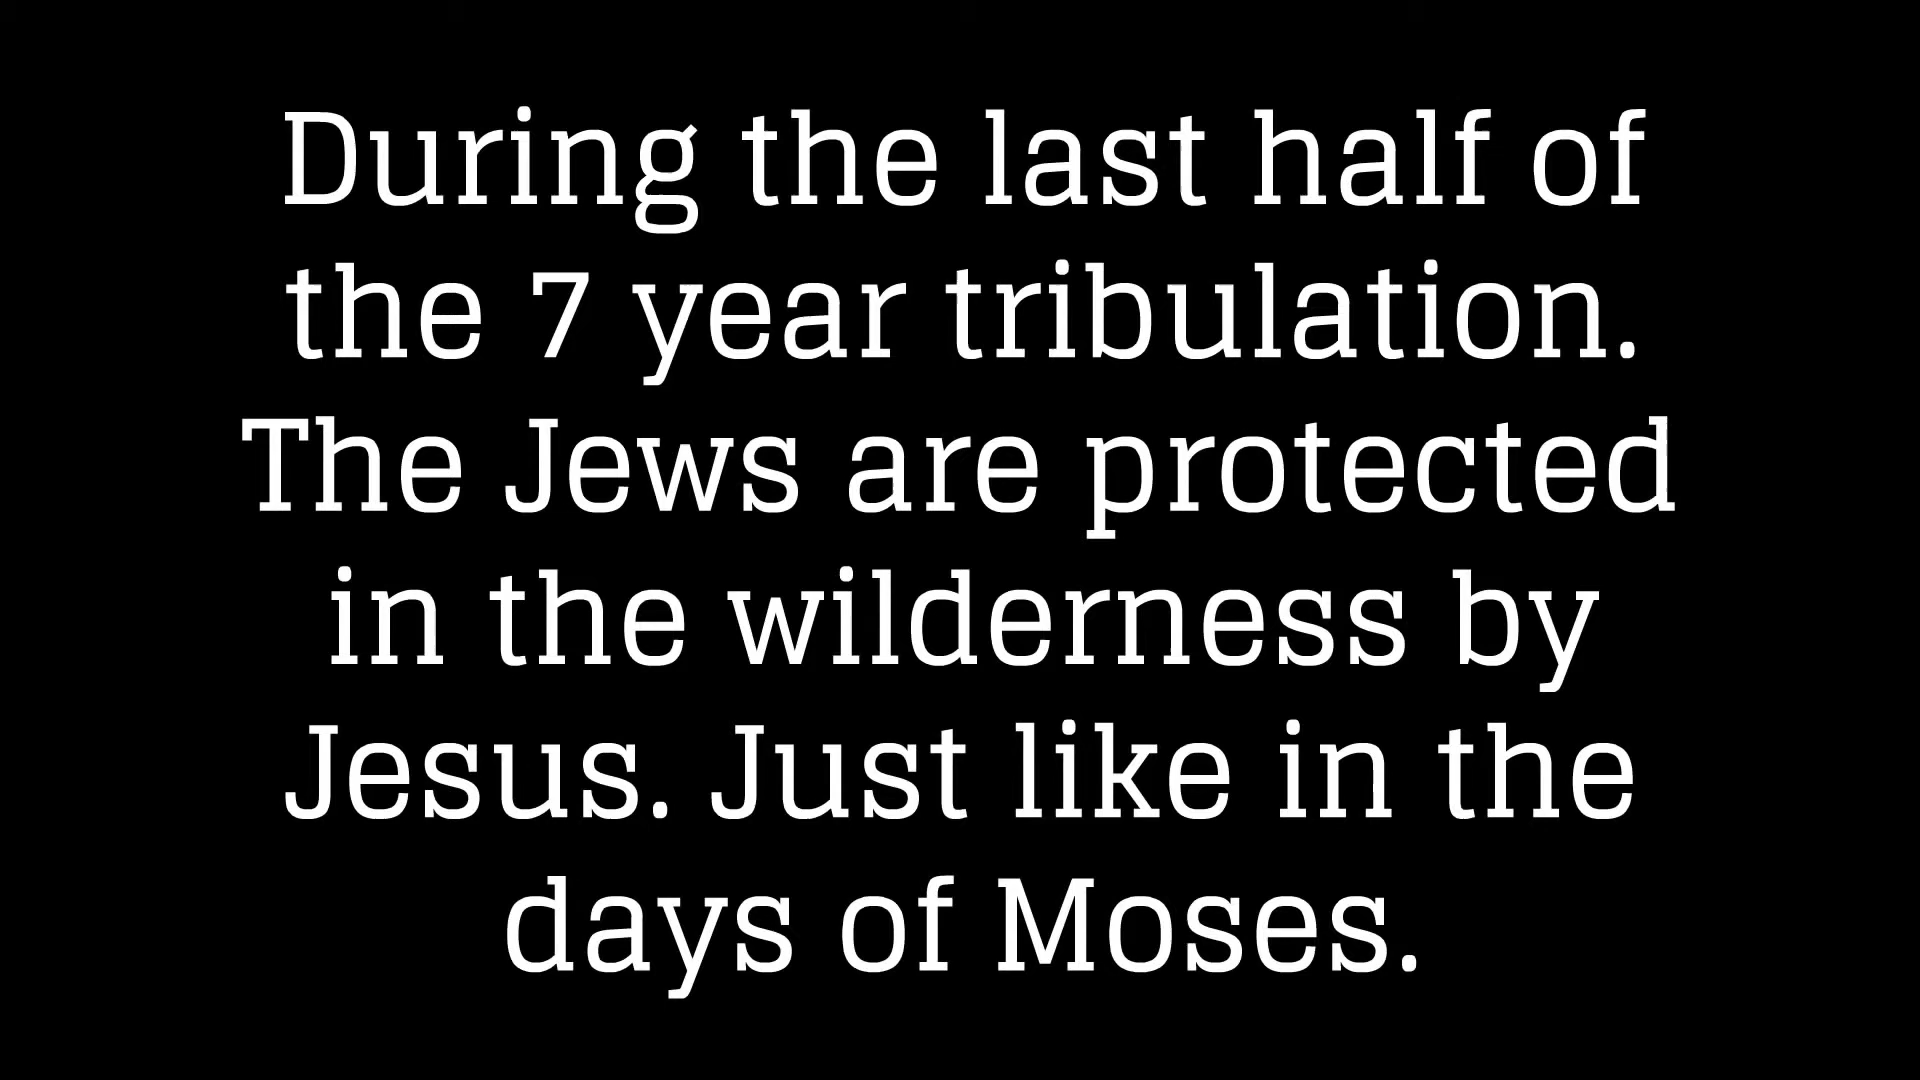 During the last half of
the 7 year tribulation.
The Jews are protected
in the wilderness by
Jesus. Just like in the
days of Moses.